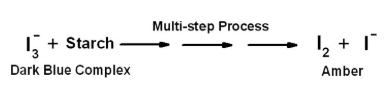 Multi-step Process
I₃⁻ + Starch → → → I₂ + I⁻
Dark Blue Complex Amber